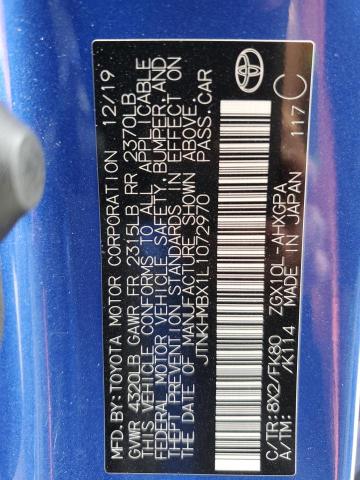 MFD.BY:TOYOTA MOTOR CORPORATION 12/19
GVWR 4320LB GAWR FR 2315LB RR 2370LB
THIS VEHICLE CONFORMS TO ALL APPLICABLE
FEDERAL MOTOR VEHICLE SAFETY, BUMPER,AND
THEFT PREVENTION STANDARDS IN EFFECT ON
THE DATE OF MANUFACTURE SHOWN ABOVE.
JTNKHMBX1L1072970 PASS.CAR
ZGX10L-AHXGPA
C/TR:8X2/FK80 MADE IN JAPAN
A/TM: /K114 117 C